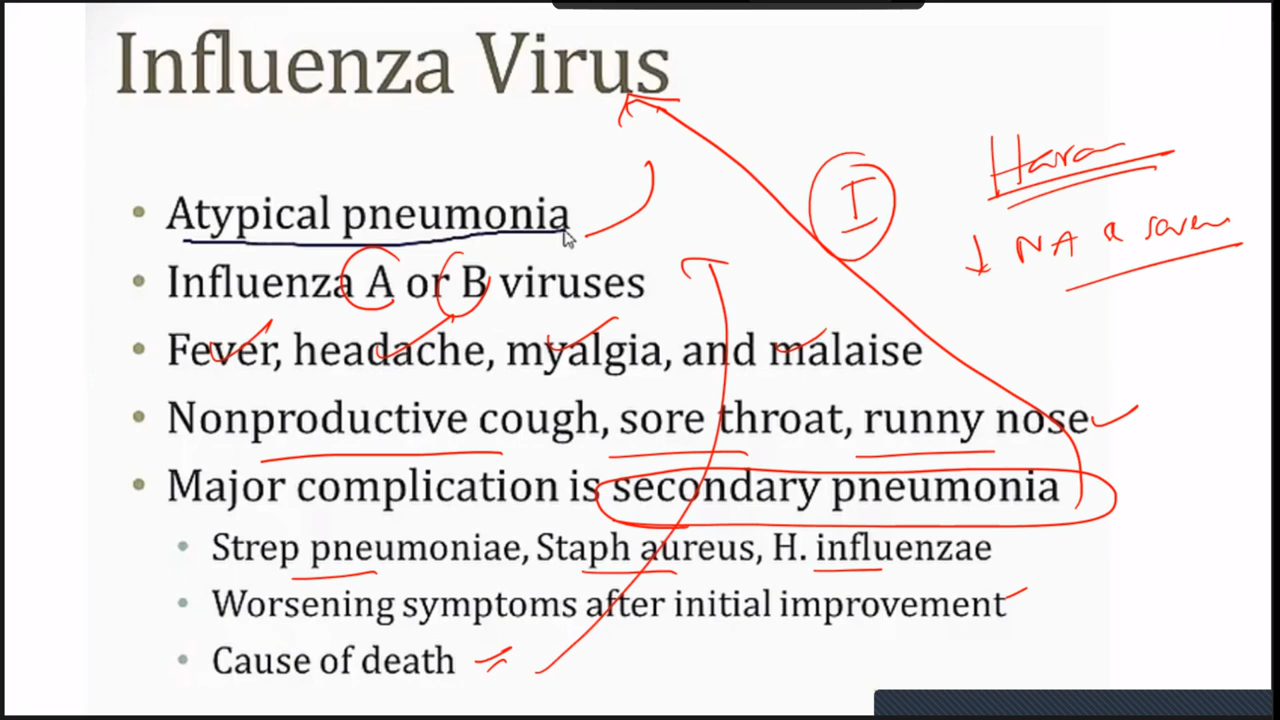 Influenza Virus
I
• Atypical pneumonia
NA
• Influenza A or B viruses
• Fever, headache, myalgia, and malaise
• Nonproductive cough, sore throat, runny nose
• Major complication is secondary pneumonia
• Strep pneumoniae, Staph aureus, H. influenzae
• Worsening symptoms after initial improvement
• Cause of death